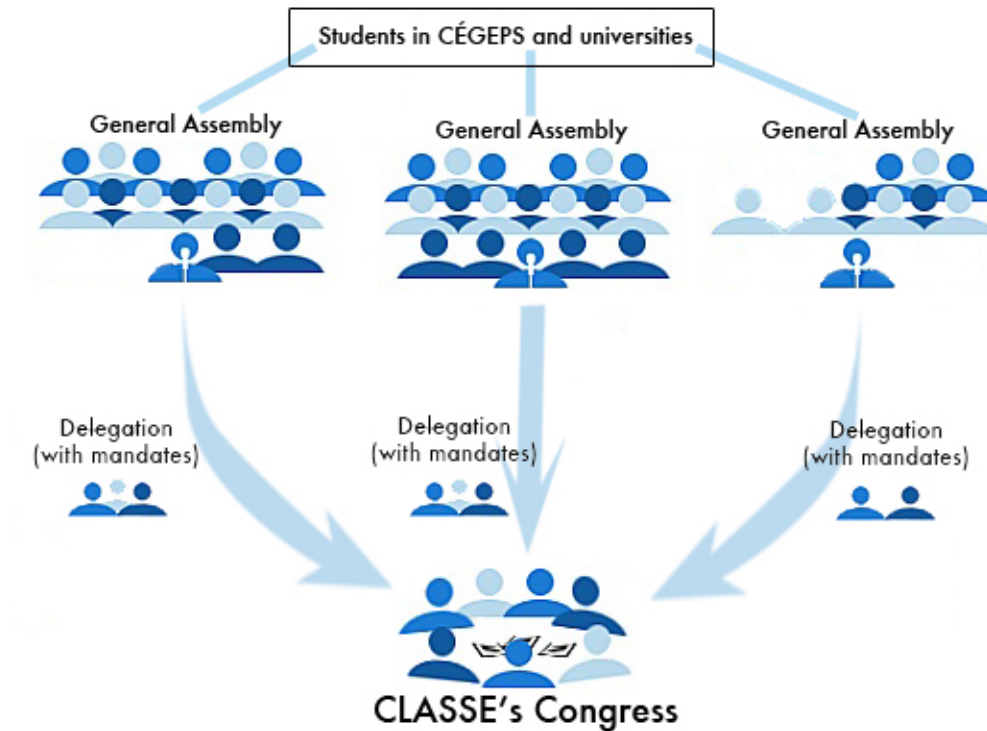 Students in CÉGEPS and universities
General Assembly
General Assembly
General Assembly
Delegation
(with mandates)
Delegation
(with mandates)
Delegation
(with mandates)
CLASSE's Congress